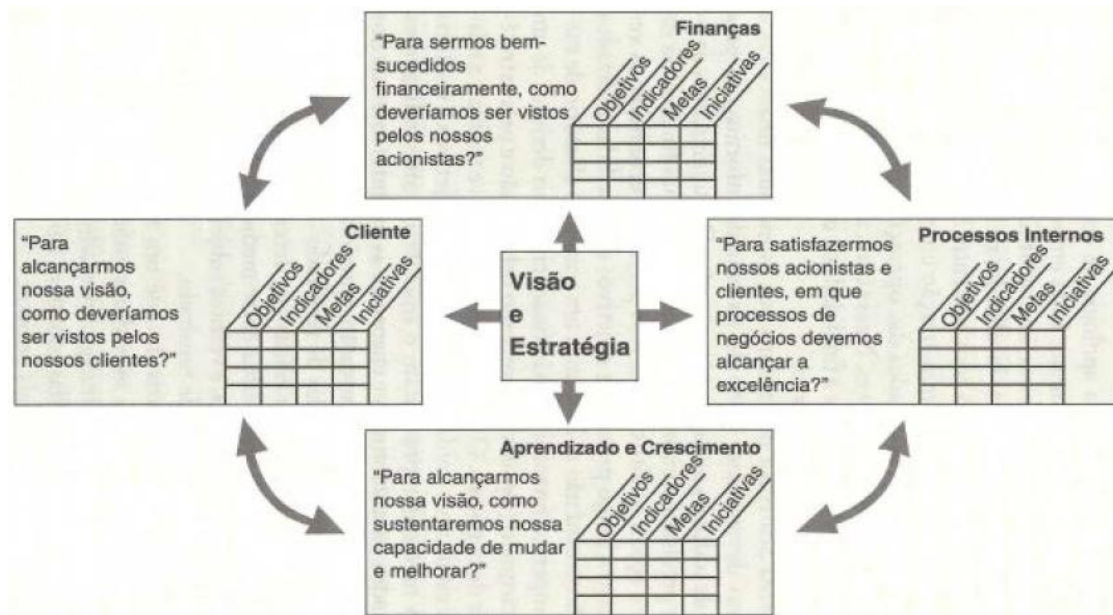 Finanças
“Para sermos bem-
sucedidos
financeiramente, como
deveríamos ser vistos
pelos nossos
acionistas?”
Objetivos
Indicadores
Metas
Iniciativas
Cliente
“Para
alcançarmos
nossa visão,
como deveríamos
ser vistos pelos
nossos clientes?”
Objetivos
Indicadores
Metas
Iniciativas
Visão
e
Estratégia
Processos Internos
“Para satisfazermos
nossos acionistas e
clientes, em que
processos de
negócios devemos
alcançar a
excelência?”
Objetivos
Indicadores
Metas
Iniciativas
Aprendizado e Crescimento
“Para alcançarmos
nossa visão, como
sustentaremos nossa
capacidade de mudar
e melhorar?”
Objetivos
Indicadores
Metas
Iniciativas